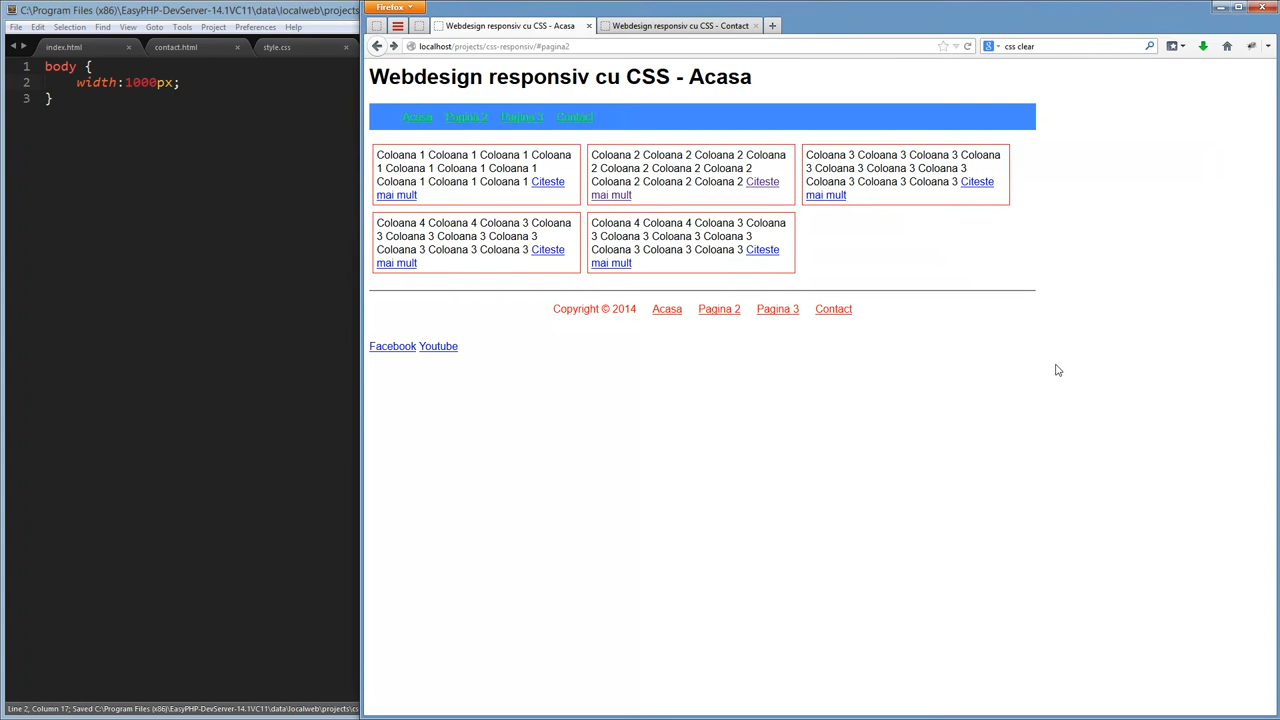 C:\Program Files (x86)\EasyPHP-DevServer-14.1VC11\data\localweb\projects
File Edit Selection Find View Goto Tools Project Preferences Help
index.html × contact.html × style.css ×
1 body {
2 width:1000px;
3 }
Line 2, Column 17; Saved C:\Program Files (x86)\EasyPHP-DevServer-14.1VC11\data\localweb\projects\cs
Firefox
Webdesign responsiv cu CSS - Acasa × Webdesign responsiv cu CSS - Contact × +
localhost/projects/css-responsiv/#pagina2
css clear
Webdesign responsiv cu CSS - Acasa
Acasa Pagina 2 Pagina 3 Contact
Coloana 1 Coloana 1 Coloana 1 Coloana
1 Coloana 1 Coloana 1 Coloana 1
Coloana 1 Coloana 1 Coloana 1 Citeste
mai mult
Coloana 2 Coloana 2 Coloana 2 Coloana
2 Coloana 2 Coloana 2 Coloana 2
Coloana 2 Coloana 2 Coloana 2 Citeste
mai mult
Coloana 3 Coloana 3 Coloana 3 Coloana
3 Coloana 3 Coloana 3 Coloana 3
Coloana 3 Coloana 3 Coloana 3 Citeste
mai mult
Coloana 4 Coloana 4 Coloana 3 Coloana
3 Coloana 3 Coloana 3 Coloana 3
Coloana 3 Coloana 3 Coloana 3 Citeste
mai mult
Coloana 4 Coloana 4 Coloana 3 Coloana
3 Coloana 3 Coloana 3 Coloana 3
Coloana 3 Coloana 3 Coloana 3 Citeste
mai mult
Copyright © 2014 Acasa Pagina 2 Pagina 3 Contact
Facebook Youtube